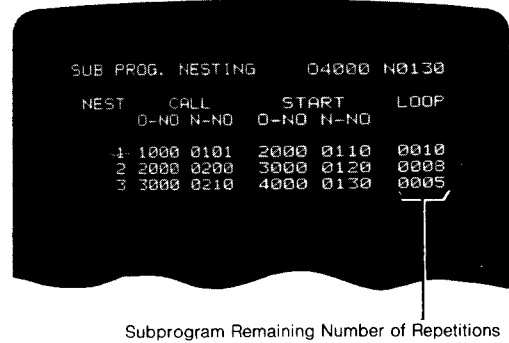 SUB PROG. NESTING O4000 N0130
NEST CALL START LOOP
O-NO N-NO O-NO N-NO
1 1000 0101 2000 0110 0010
2 2000 0200 3000 0120 0008
3 3000 0210 4000 0130 0005
Subprogram Remaining Number of Repetitions